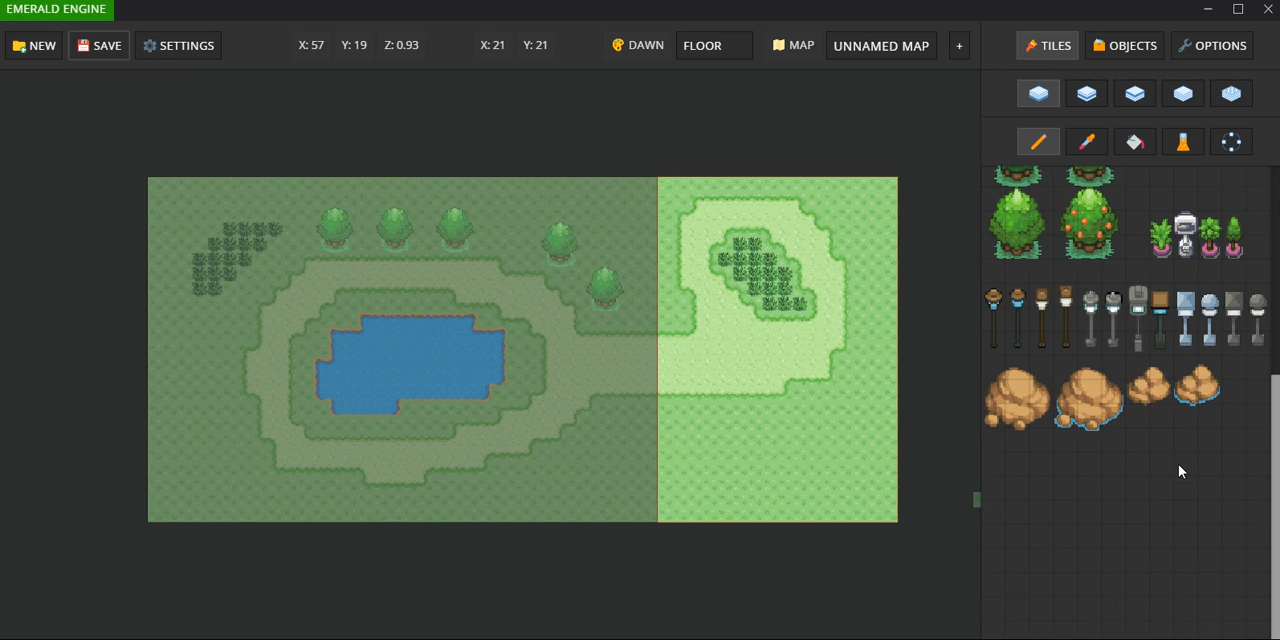 EMERALD ENGINE
NEW SAVE SETTINGS X: 57 Y: 19 Z: 0.93 X: 21 Y: 21 DAWN FLOOR MAP UNNAMED MAP + TILES OBJECTS OPTIONS